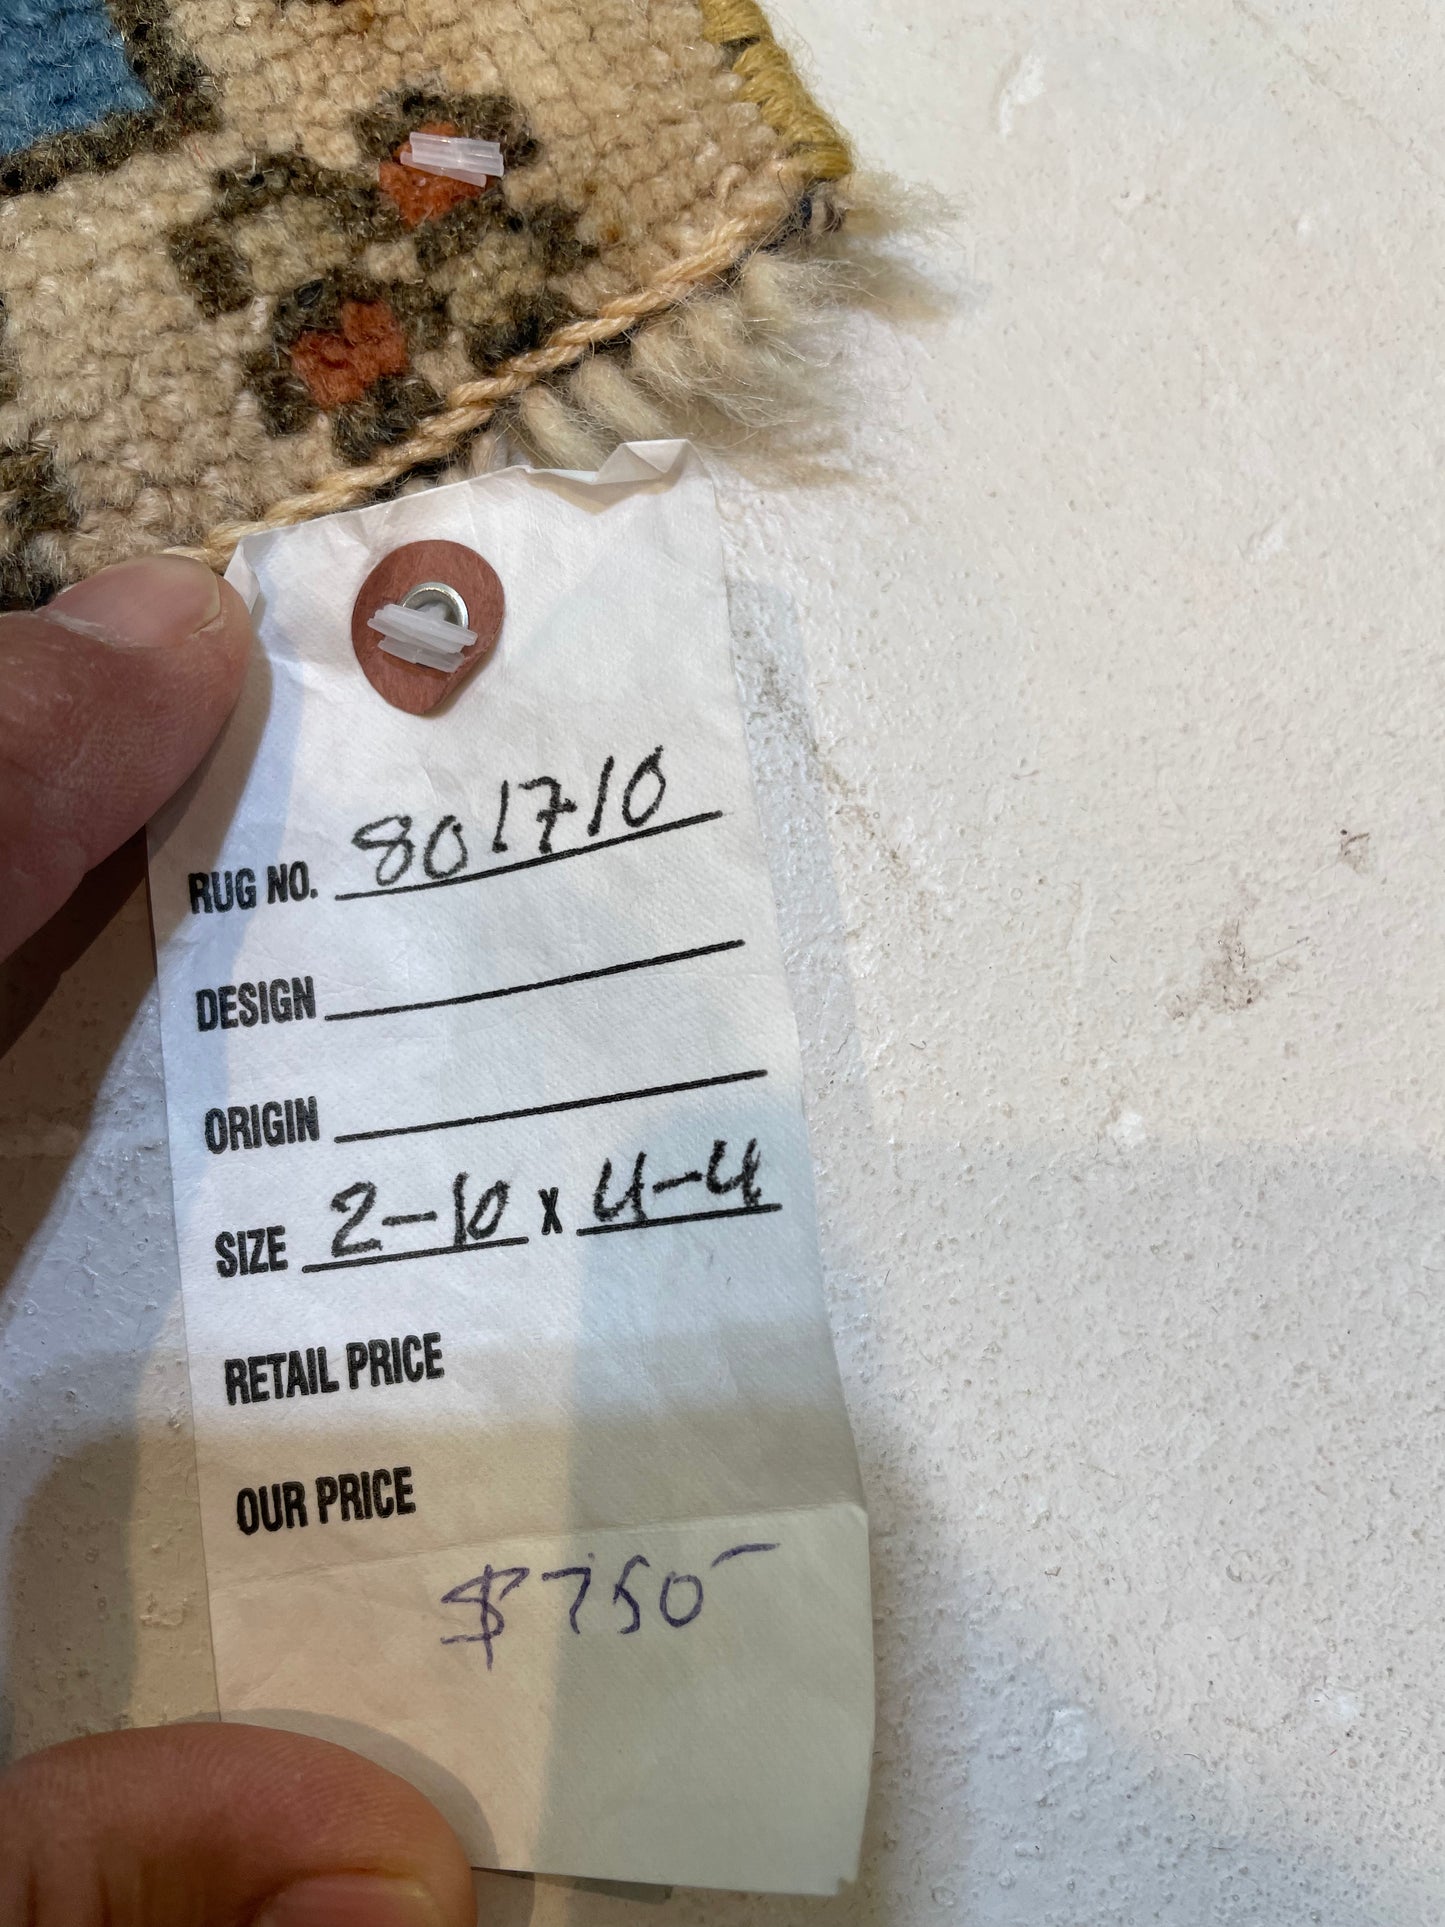 RUG NO. 801710
DESIGN
ORIGIN
SIZE 2-10 X 4-4
RETAIL PRICE
OUR PRICE
$750-